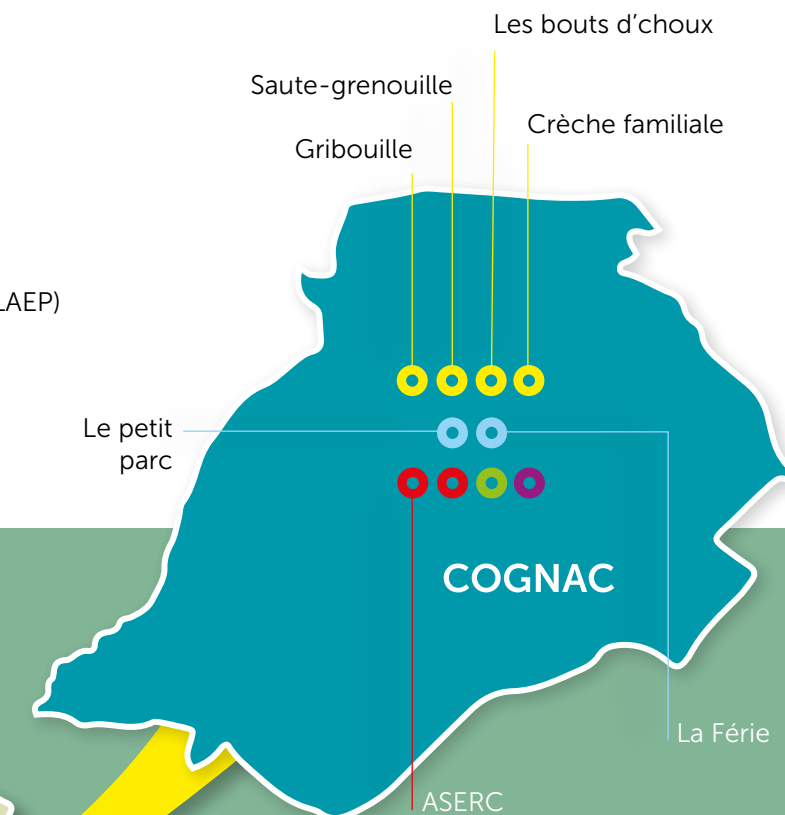 Les bouts d'choux
Saute-grenouille
Crèche familiale
Gribouille
LAEP)
Le petit
parc
COGNAC
La Férie
ASERC